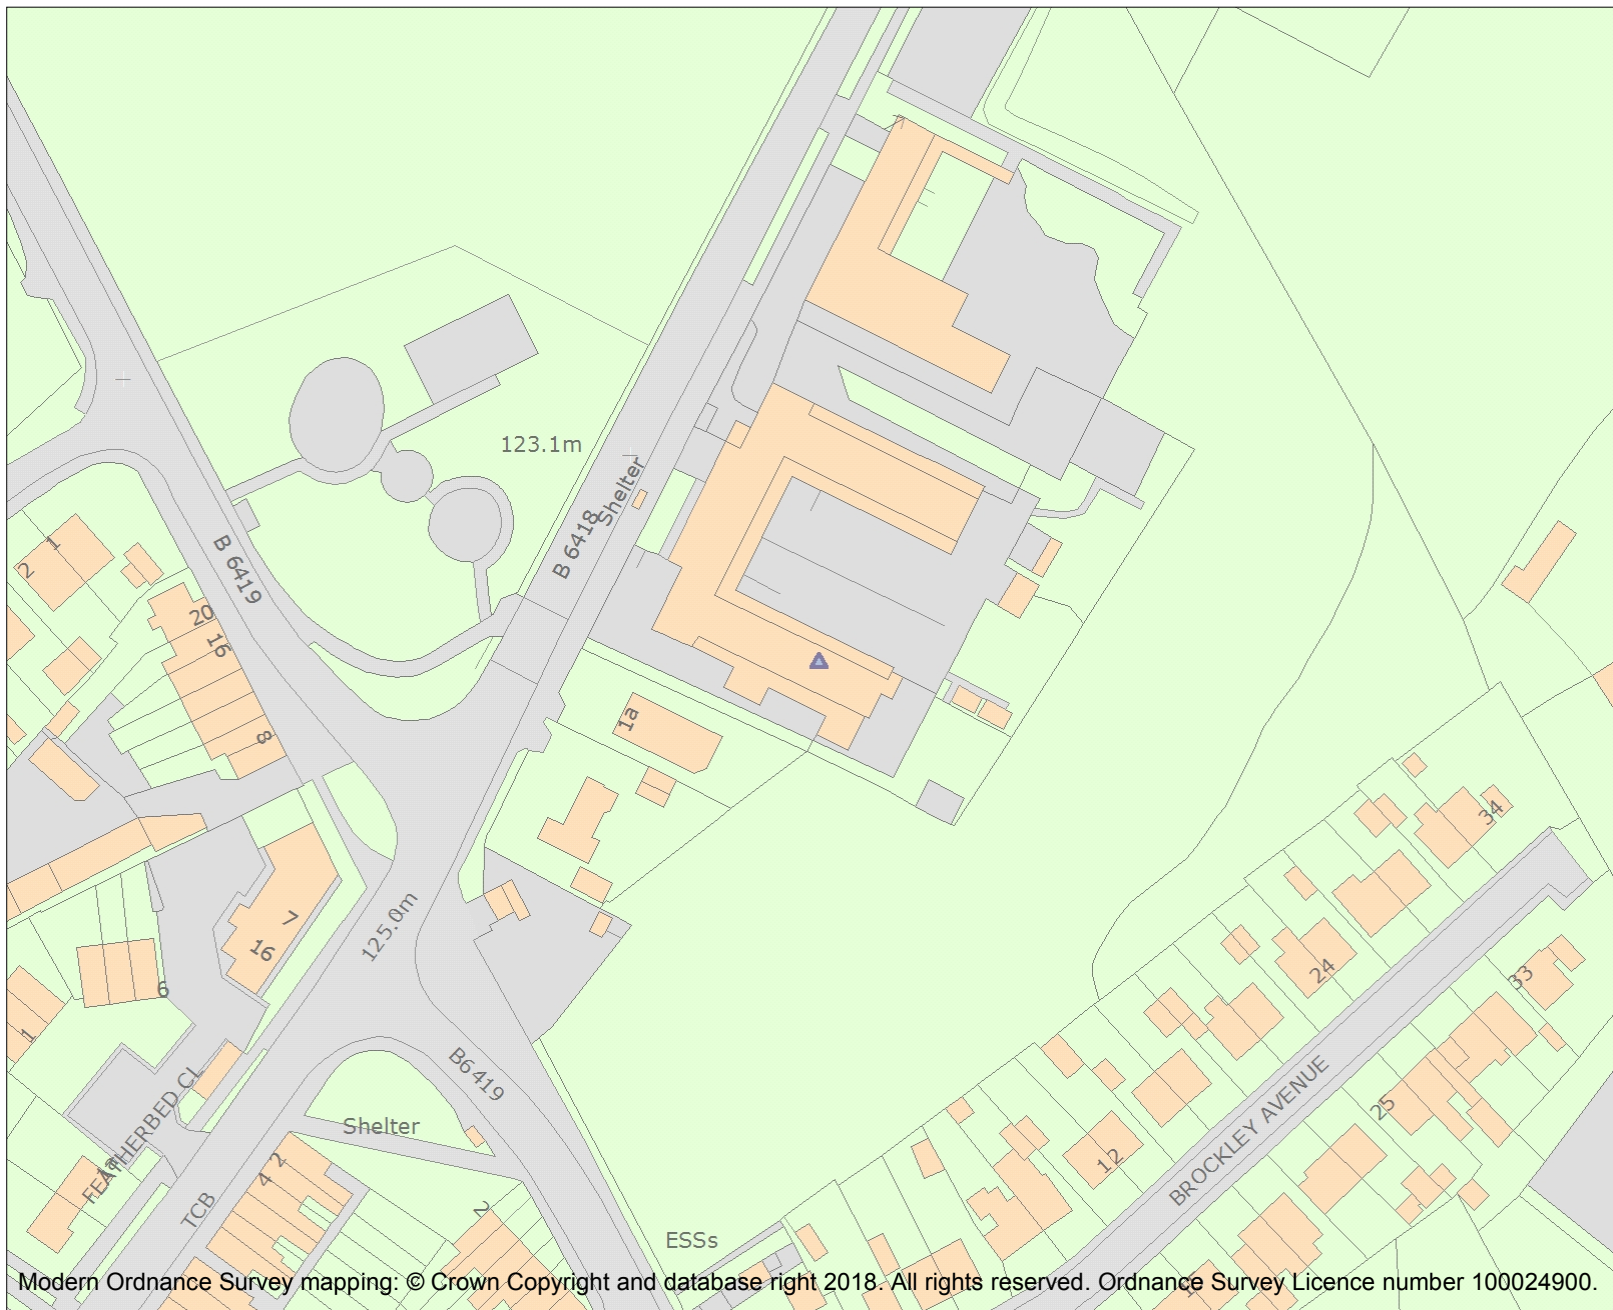 123.1m
Shelter
B 6418
B 6419
1
2
20
16
8
1a
34
7
16
125.0m
24
33
6
1
B6419
25
FEATHERBED CL
Shelter
12
BROCKLEY AVENUE
2
4
TCB
2
ESSs
Modern Ordnance Survey mapping: © Crown Copyright and database right 2018. All rights reserved. Ordnance Survey Licence number 100024900.